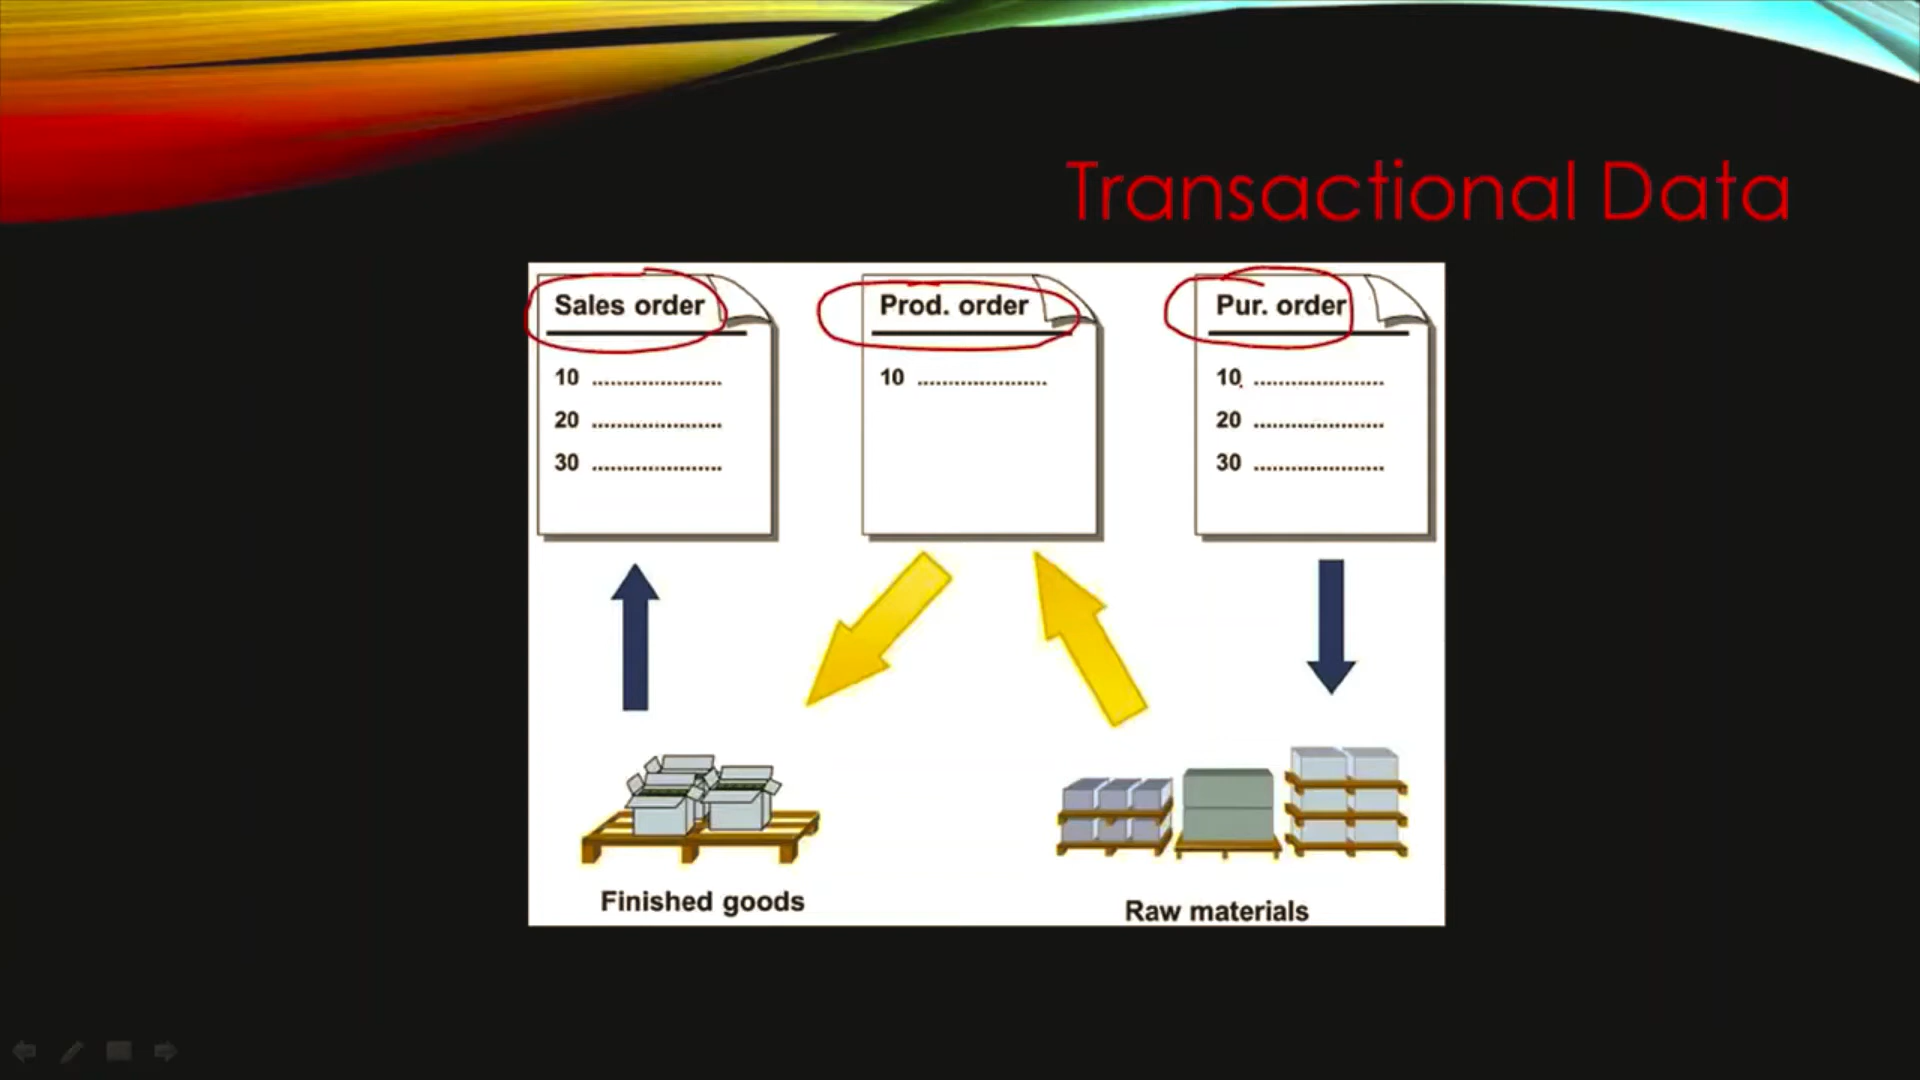 Transactional Data
Sales order
10 .....................
20 .....................
30 .....................
Prod. order
10 .....................
Pur. order
10 .....................
20 .....................
30 .....................
Finished goods
Raw materials